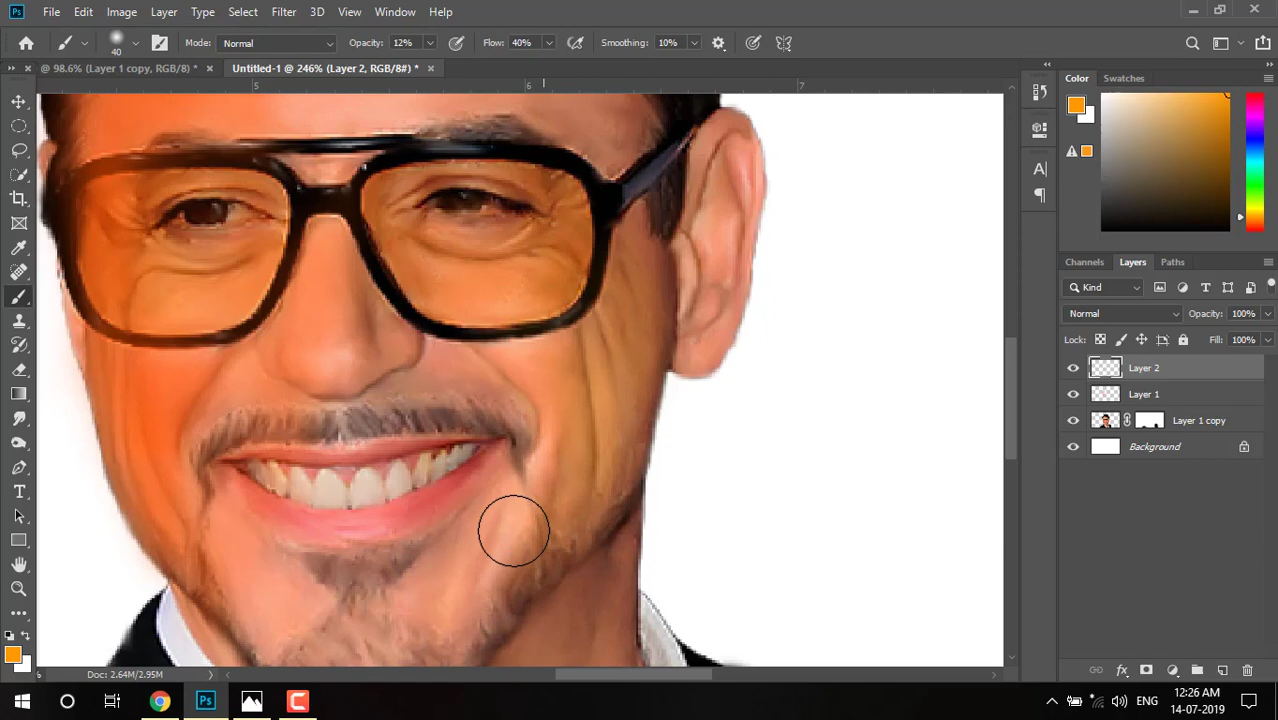 Ps File Edit Image Layer Type Select Filter 3D View Window Help
40 Mode: Normal Opacity: 12% Flow: 40% Smoothing: 10%
@ 98.6% (Layer 1 copy, RGB/8) * × Untitled-1 @ 246% (Layer 2, RGB/8#) * ×
5 6 7
Color Swatches
Channels Layers Paths
Kind
Normal Opacity: 100%
Lock: Fill: 100%
Layer 2
Layer 1
Layer 1 copy
Background
% Doc: 2.64M/2.95M
Ps ENG 12:26 AM
14-07-2019